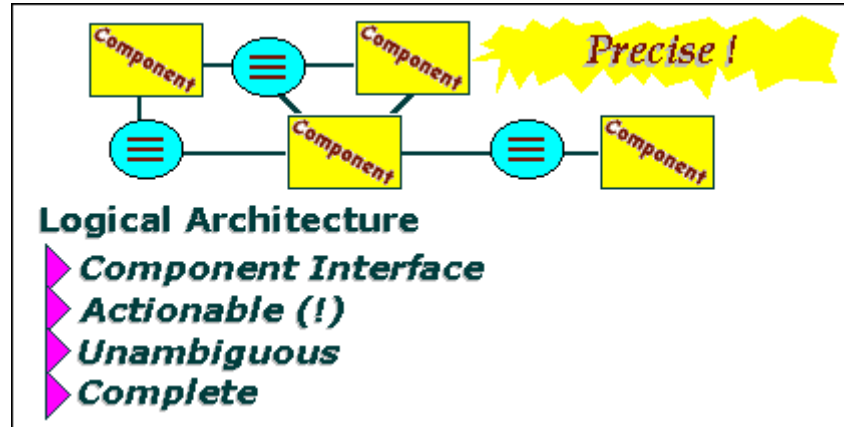 Component
Component
Precise !
Component
Component
Logical Architecture
Component Interface
Actionable (!)
Unambiguous
Complete